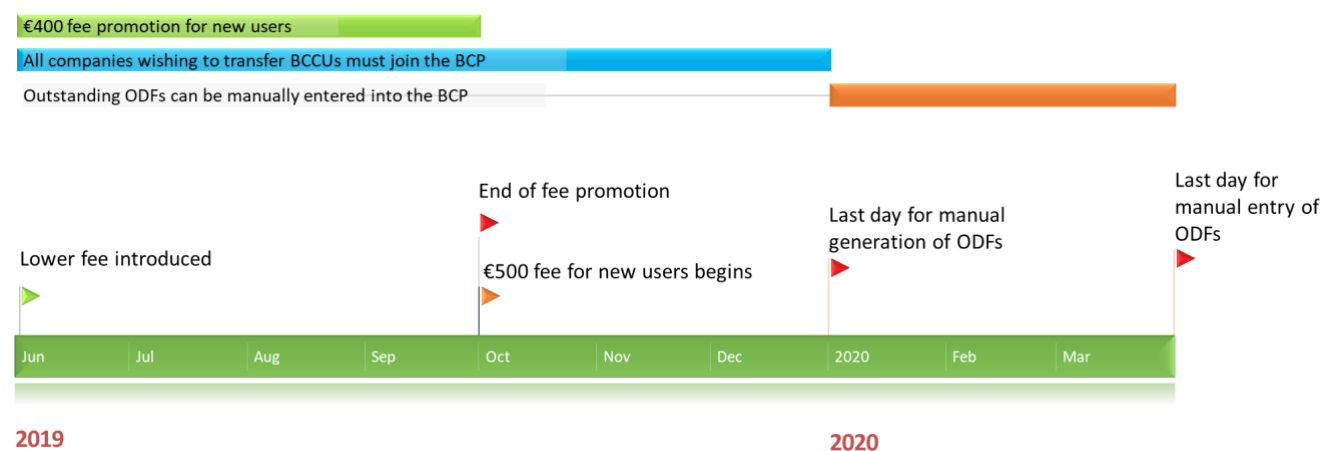 €400 fee promotion for new users
All companies wishing to transfer BCCUs must join the BCP
Outstanding ODFs can be manually entered into the BCP
Last day for
manual entry of
ODFs
End of fee promotion
Last day for manual
generation of ODFs
Lower fee introduced
€500 fee for new users begins
Jun Jul Aug Sep Oct Nov Dec 2020 Feb Mar
2019 2020